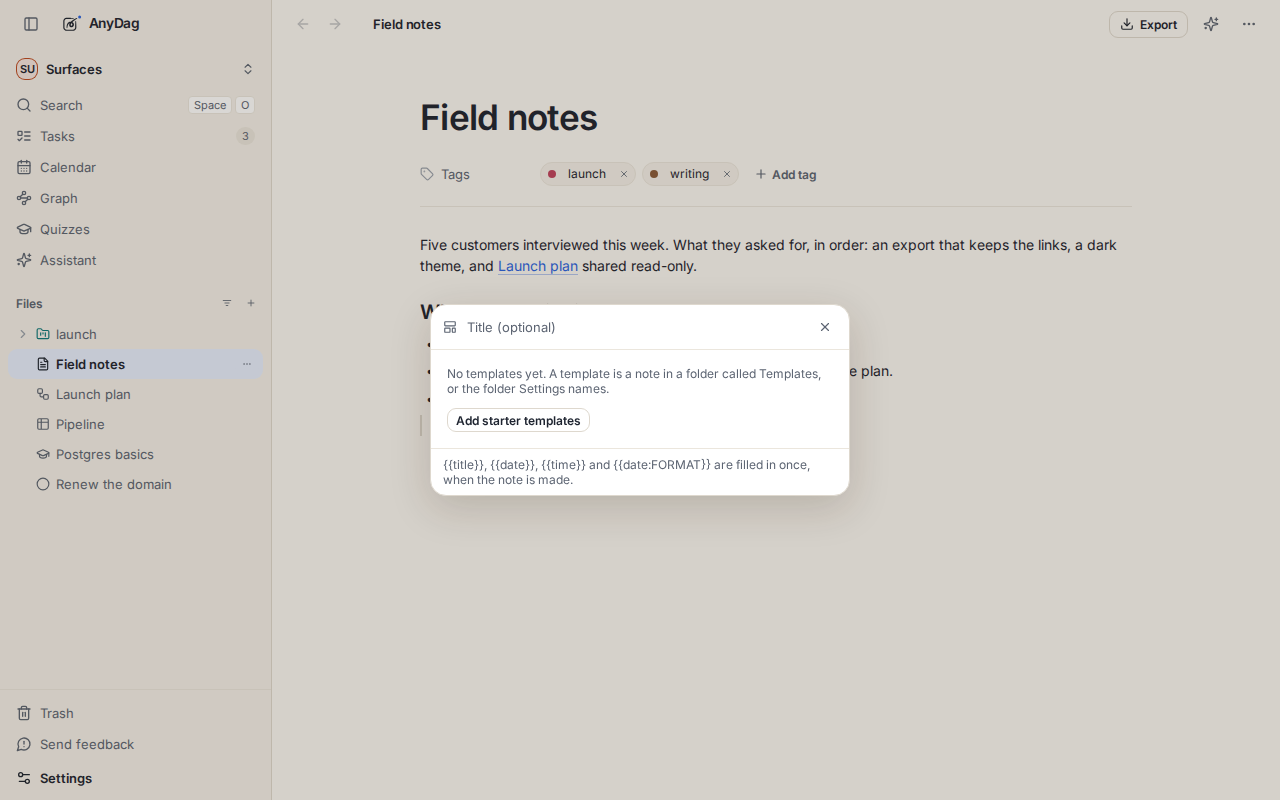 AnyDag
Field notes
Export
SU Surfaces
Search Space O
Tasks 3
Calendar
Graph
Quizzes
Assistant
Files
launch
Field notes
Launch plan
Pipeline
Postgres basics
Renew the domain
Trash
Send feedback
Settings
Field notes
Tags launch writing Add tag
Five customers interviewed this week. What they asked for, in order: an export that keeps the links, a dark
theme, and Launch plan shared read-only.
e plan.
Title (optional)
No templates yet. A template is a note in a folder called Templates,
or the folder Settings names.
Add starter templates
{{title}}, {{date}}, {{time}} and {{date:FORMAT}} are filled in once,
when the note is made.